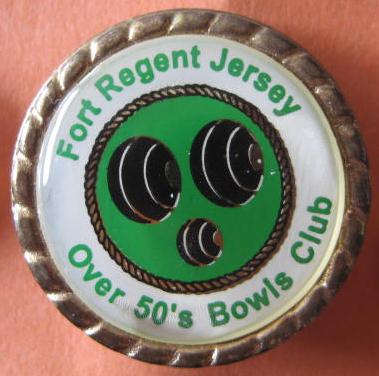 Fort Regent Jersey
Over 50's Bowls Club